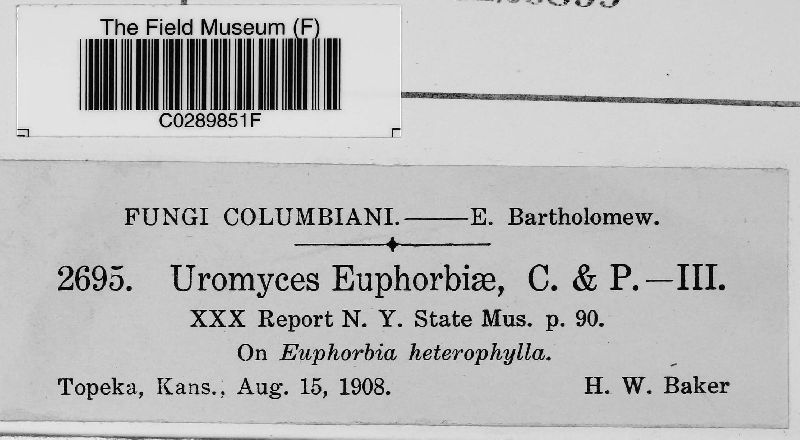 The Field Museum (F)
C0289851F
FUNGI COLUMBIANI.——E. Bartholomew.
2695. Uromyces Euphorbiæ, C. & P.—III.
XXX Report N. Y. State Mus. p. 90.
On Euphorbia heterophylla.
Topeka, Kans., Aug. 15, 1908. H. W. Baker